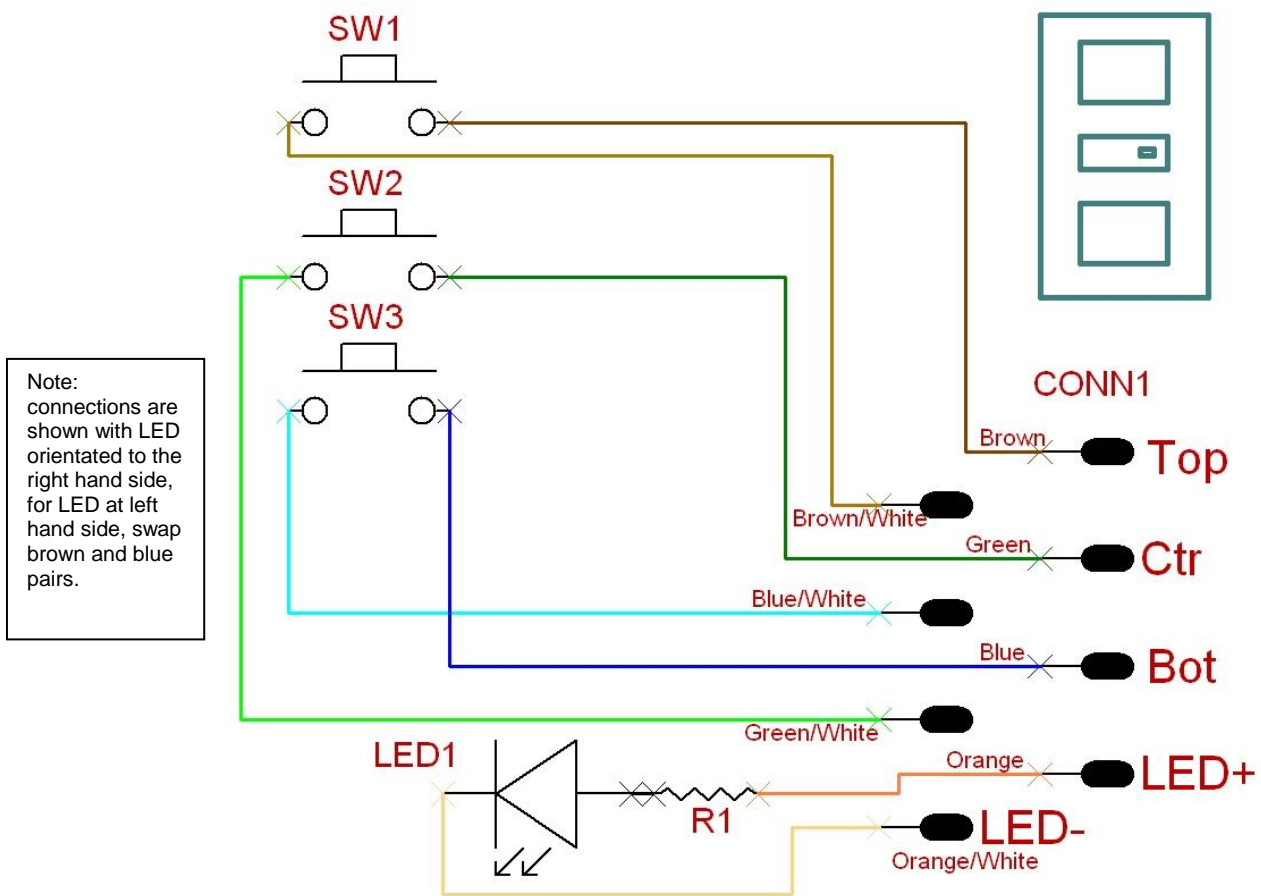 SW1
SW2
SW3
Note:
connections are
shown with LED
orientated to the
right hand side,
for LED at left
hand side, swap
brown and blue
pairs.
CONN1
Brown
Top
Brown/White
Green
Ctr
Blue/White
Blue
Bot
Green/White
LED1
Orange
LED+
R1
LED-
Orange/White